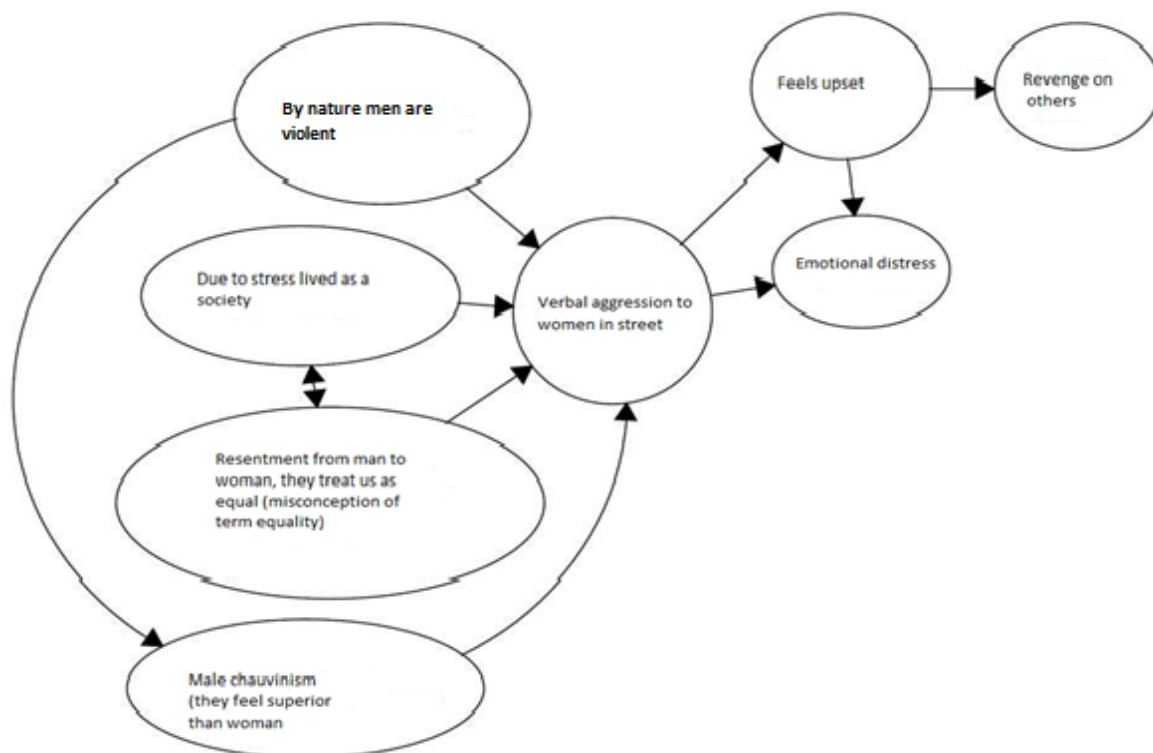 By nature men are
violent
Feels upset
Revenge on
others
Due to stress lived as a
society
Verbal aggression to
women in street
Emotional distress
Resentment from man to
woman, they treat us as
equal (misconception of
term equality)
Male chauvinism
(they feel superior
than woman